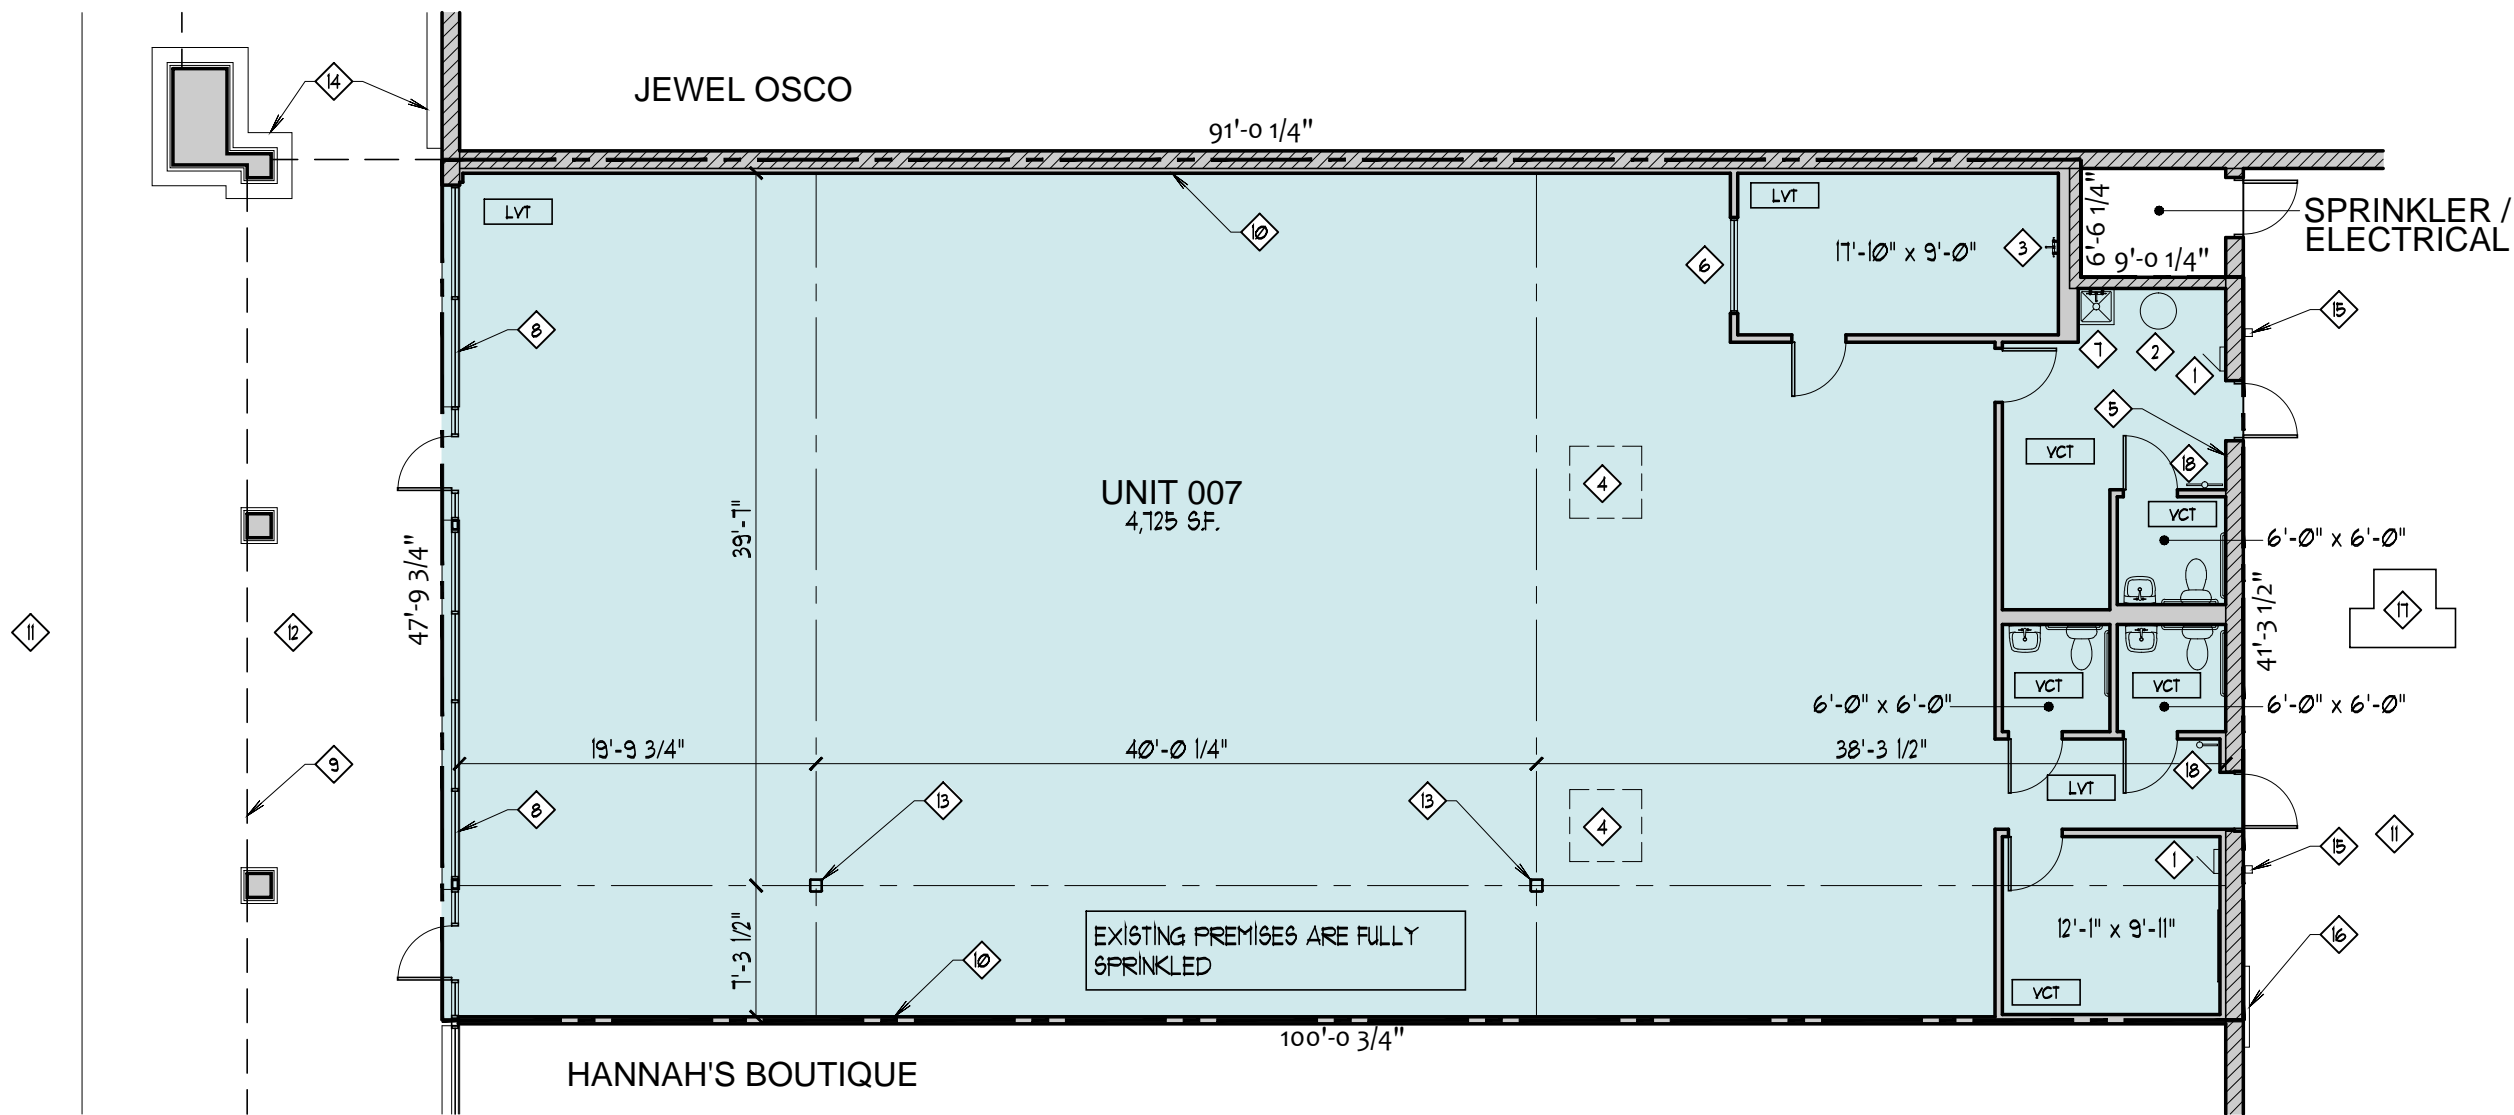 14
JEWEL OSCO
91'-0 1/4"
LVT
LVT
10
6
17'-10" x 9'-0"
3
6'-6 1/4"
9'-0 1/4"
SPRINKLER /
ELECTRICAL
8
7
2
1
15
5
VCT
18
UNIT 007
4,725 S.F.
4
39'-7"
VCT
6'-0" x 6'-0"
47'-9 3/4"
41'-3 1/2"
11
12
17
VCT
VCT
6'-0" x 6'-0"
6'-0" x 6'-0"
19'-9 3/4"
40'-0 1/4"
38'-3 1/2"
9
8
13
13
4
18
LVT
1
15
11
7'-3 1/2"
10
EXISTING PREMISES ARE FULLY
SPRINKLED
12'-1" x 9'-11"
16
VCT
100'-0 3/4"
HANNAH'S BOUTIQUE